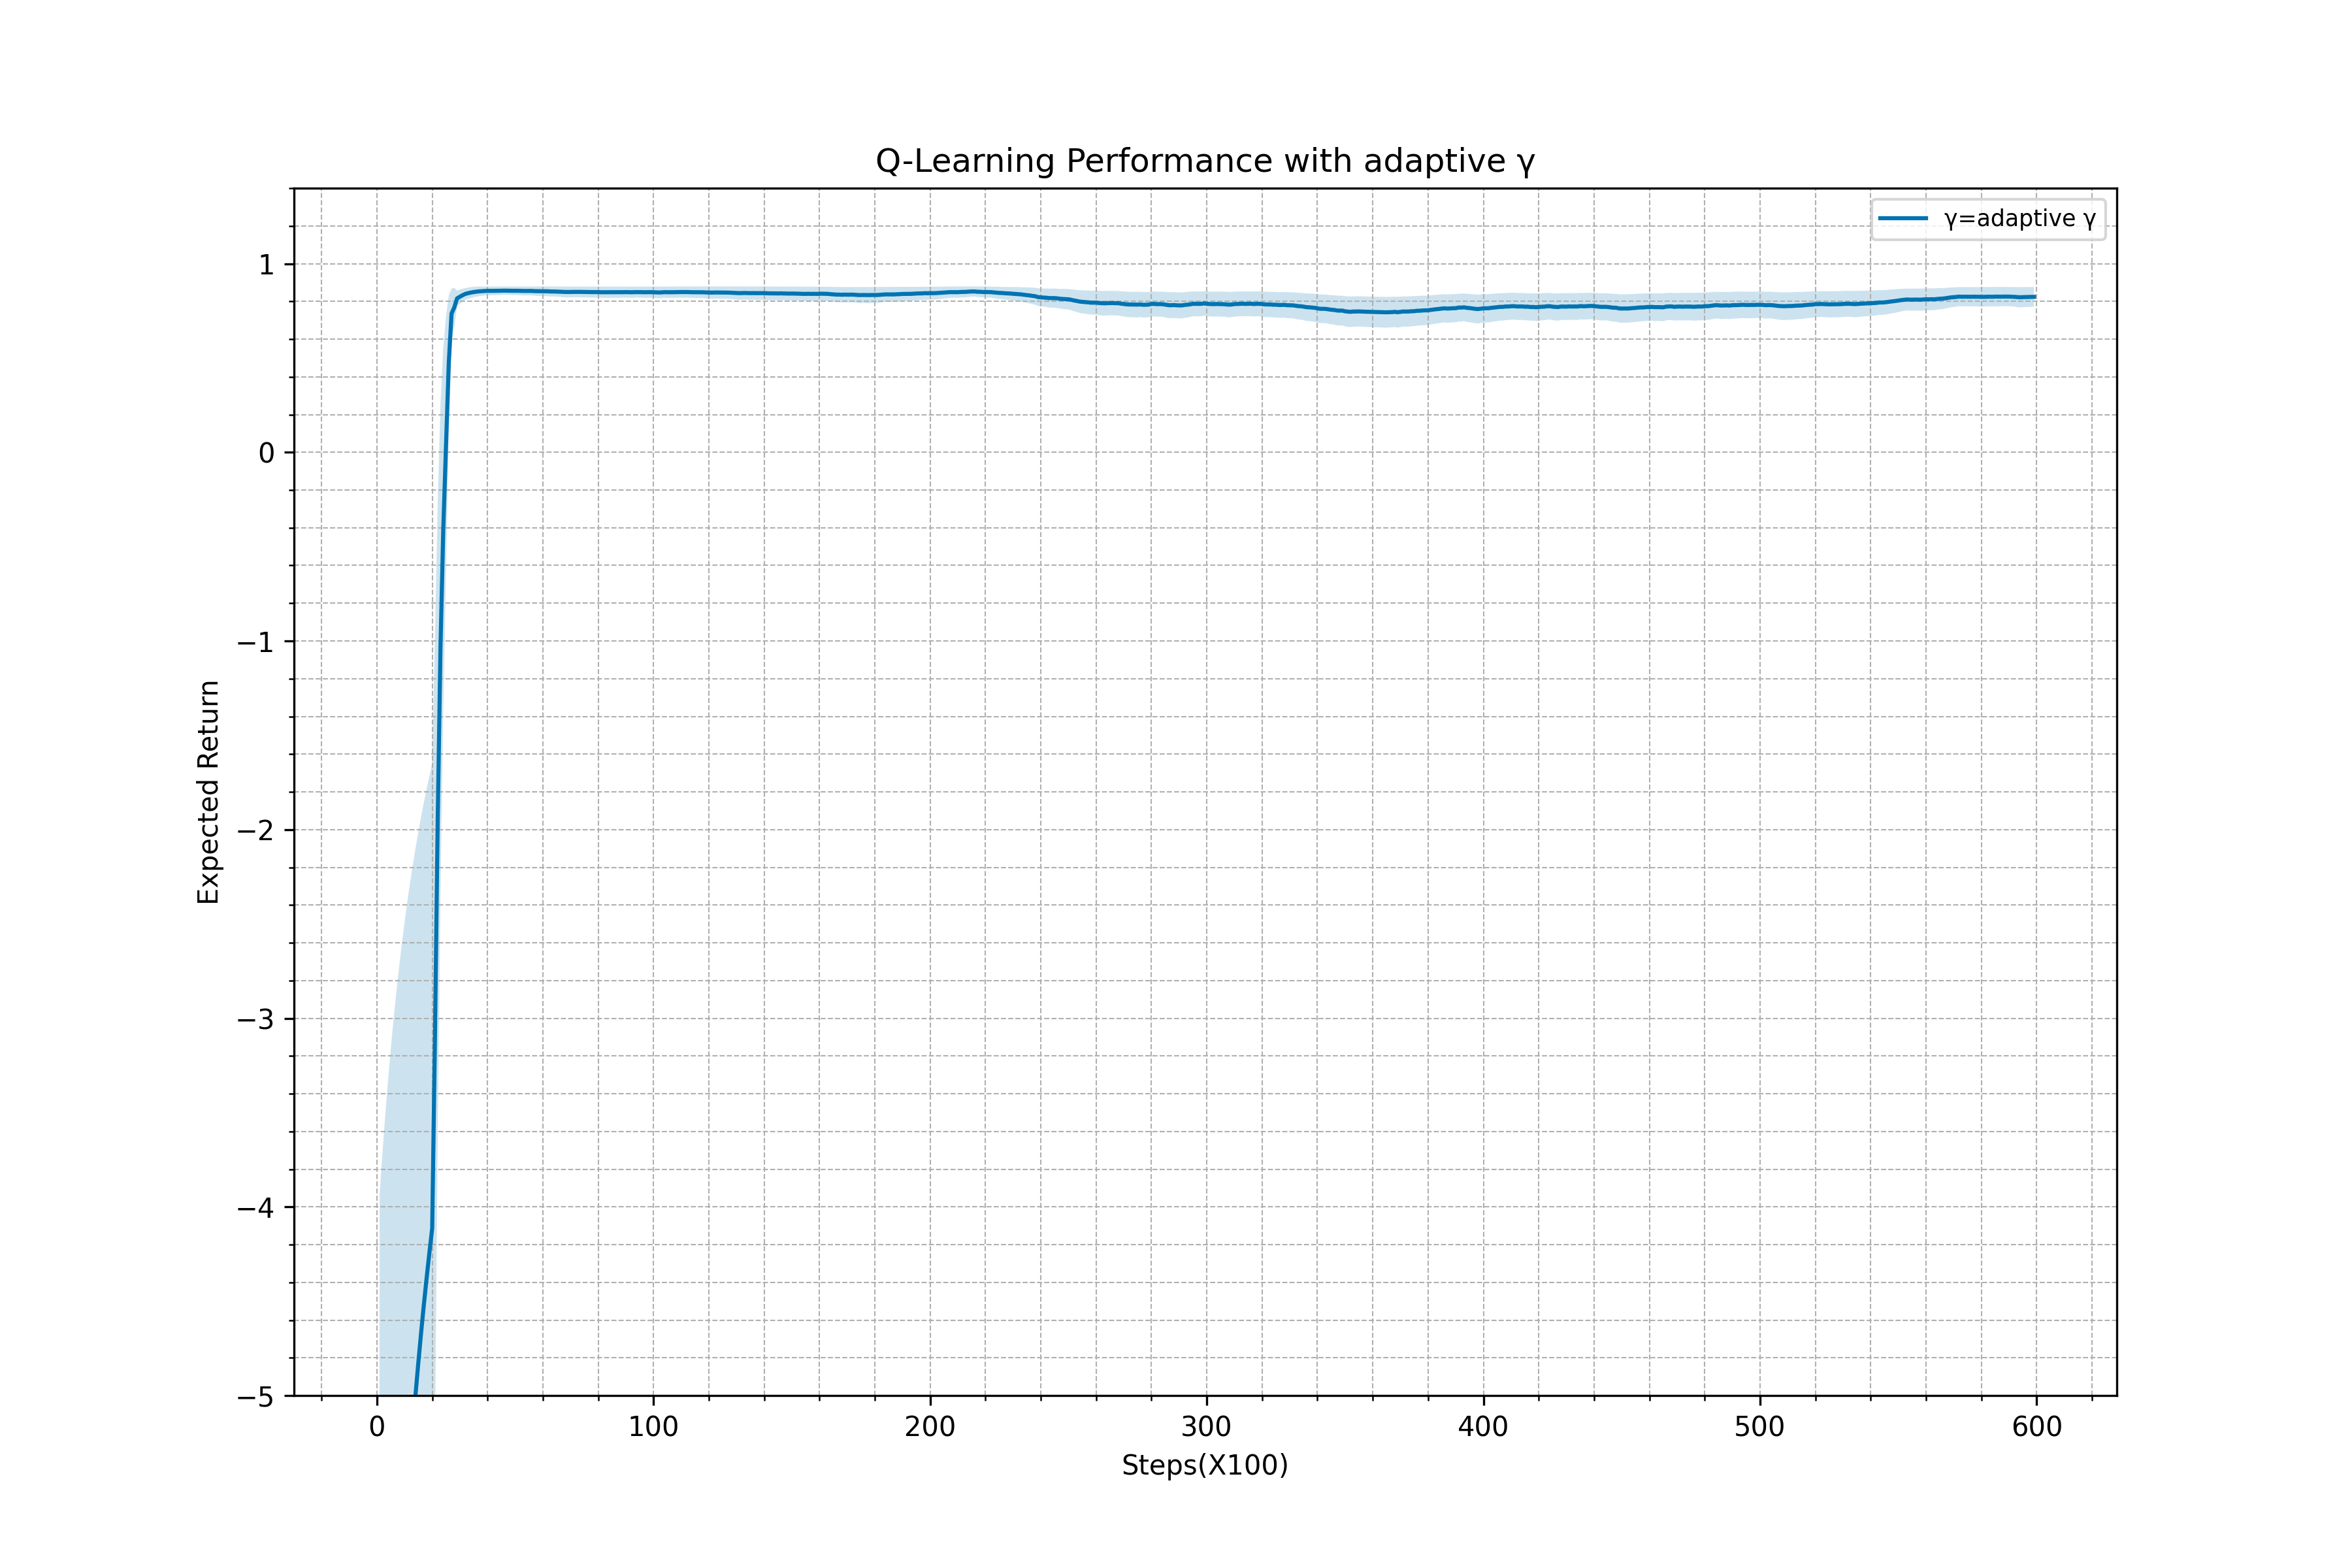 Q-Learning Performance with adaptive γ
γ=adaptive γ
1
0
−1
−2
−3
−4
−5
Expected Return
0 100 200 300 400 500 600
Steps(X100)